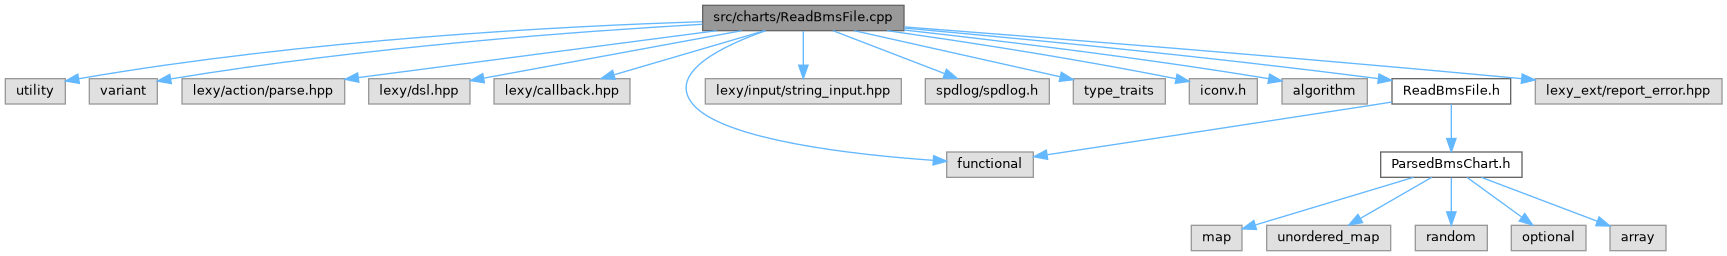 src/charts/ReadBmsFile.cpp
utility
variant
lexy/action/parse.hpp
lexy/dsl.hpp
lexy/callback.hpp
lexy/input/string_input.hpp
spdlog/spdlog.h
type_traits
iconv.h
algorithm
ReadBmsFile.h
lexy_ext/report_error.hpp
functional
ParsedBmsChart.h
map
unordered_map
random
optional
array